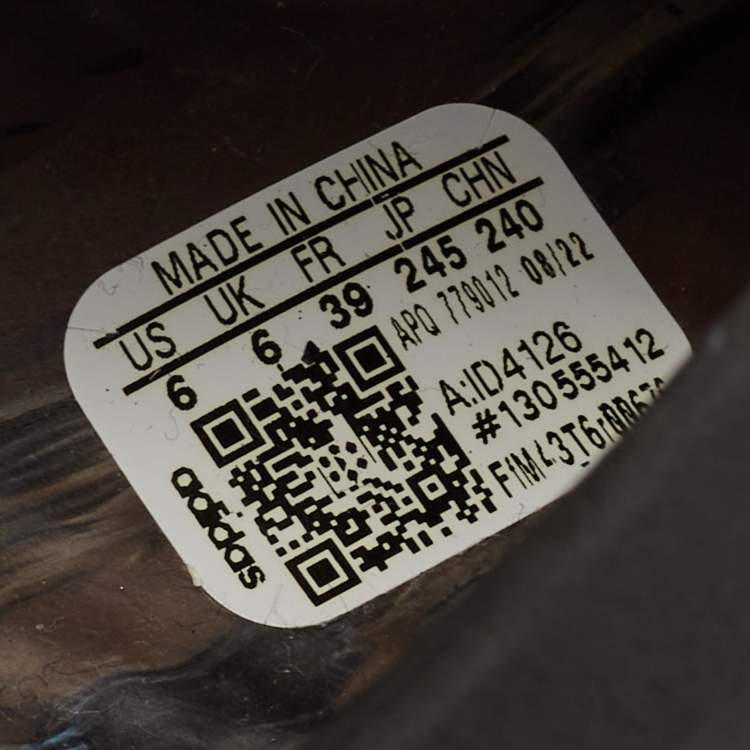 MADE IN CHINA
US UK FR JP CHN
6 6 39 245 240
APQ 779012 08/22
A:ID4126
#130555412
adidas